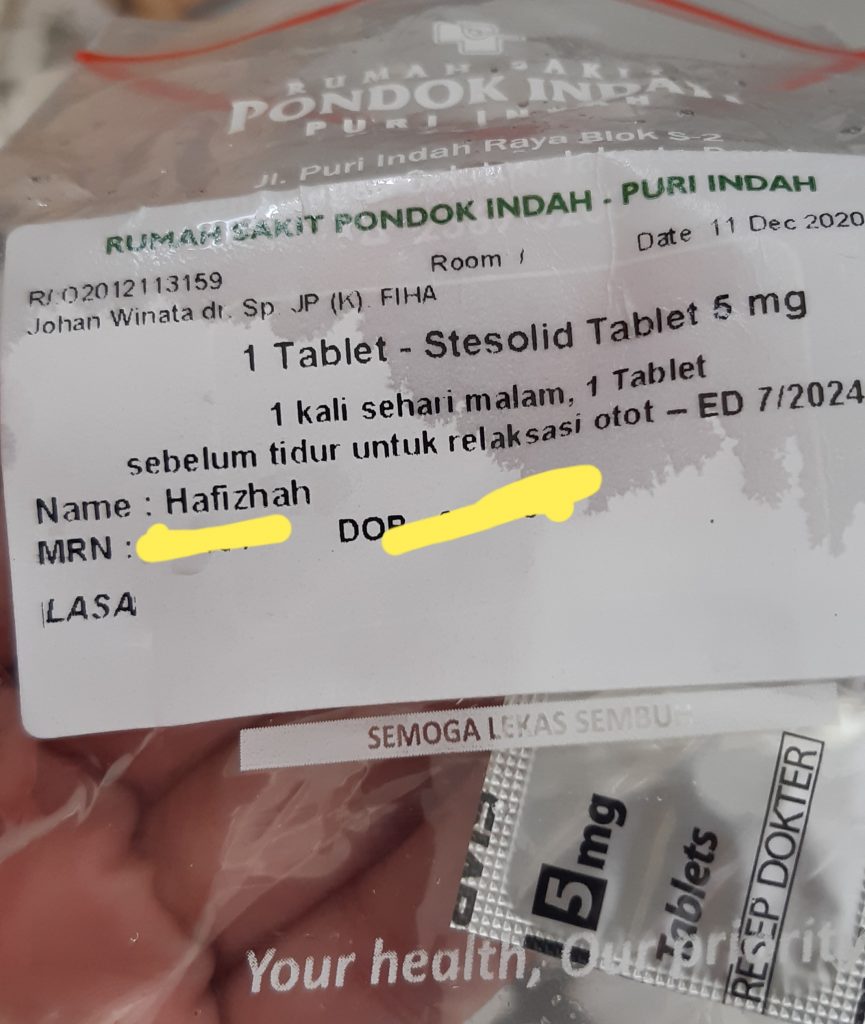 RUMAH SAKIT
PONDOK INDAH
PURI
Jl. Puri Indah Raya Blok S-2
RUMAH SAKIT PONDOK INDAH - PURI INDAH
Room Date 11 Dec 2020
Johan Winata dr. Sp JP (K). FIHA
1 Tablet - Stesolid Tablet 5 mg
1 kali sehari malam, 1 Tablet
sebelum tidur untuk relaksasi otot – ED 7/2024
Name : Hafizhah
MRN :
LASA
SEMOGA LEKAS
5 mg
Tablets
RESEP DOKTER
Your health, Our priorit